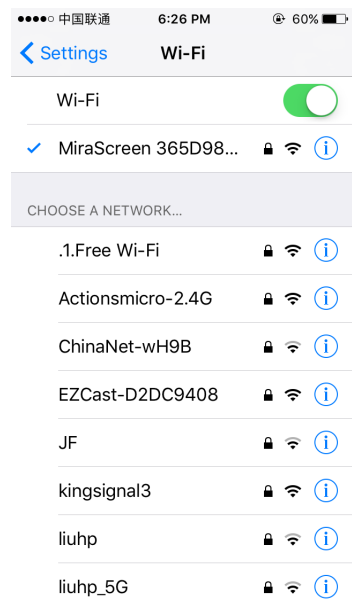 中国联通 6:26 PM 60%
Settings Wi-Fi
Wi-Fi
MiraScreen 365D98...
CHOOSE A NETWORK...
.1.Free Wi-Fi
Actionsmicro-2.4G
ChinaNet-wH9B
EZCast-D2DC9408
JF
kingsignal3
liuhp
liuhp_5G